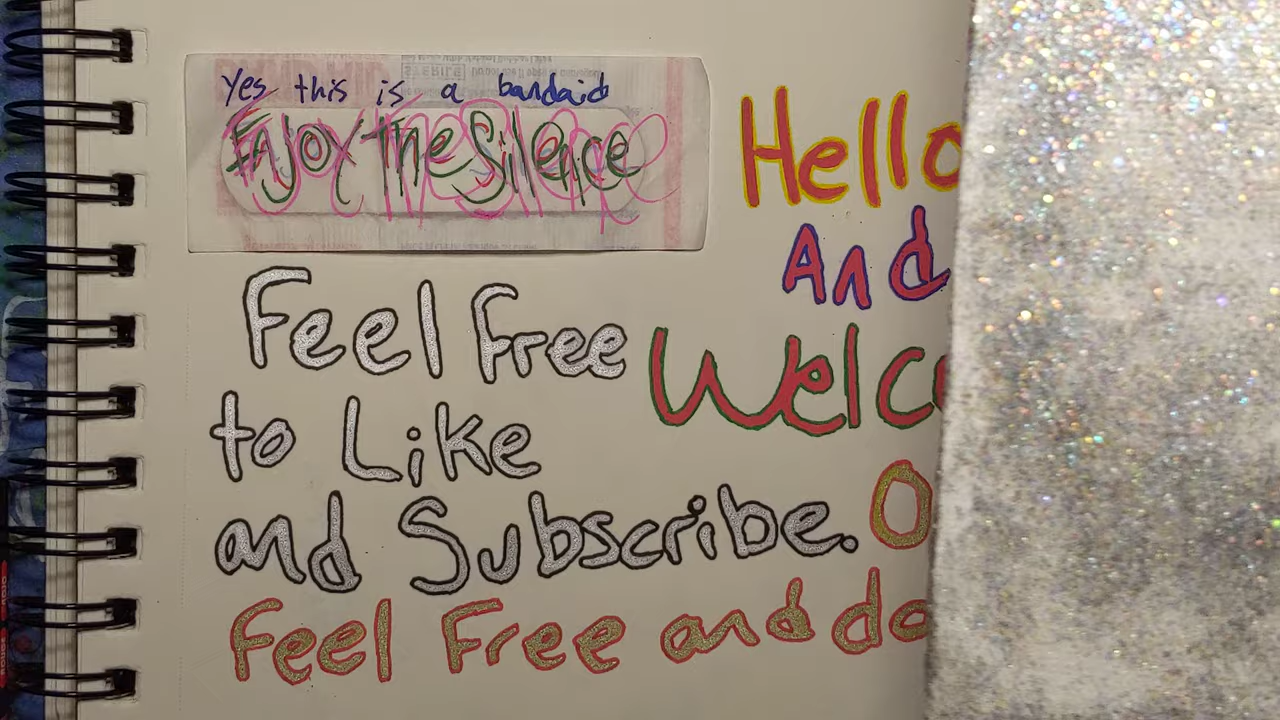 STERILE
Yes this is a bandaid
Enjoy The Silence
Hello
And
Welc
Feel free
to Like
and Subscribe.
O
Feel Free and do